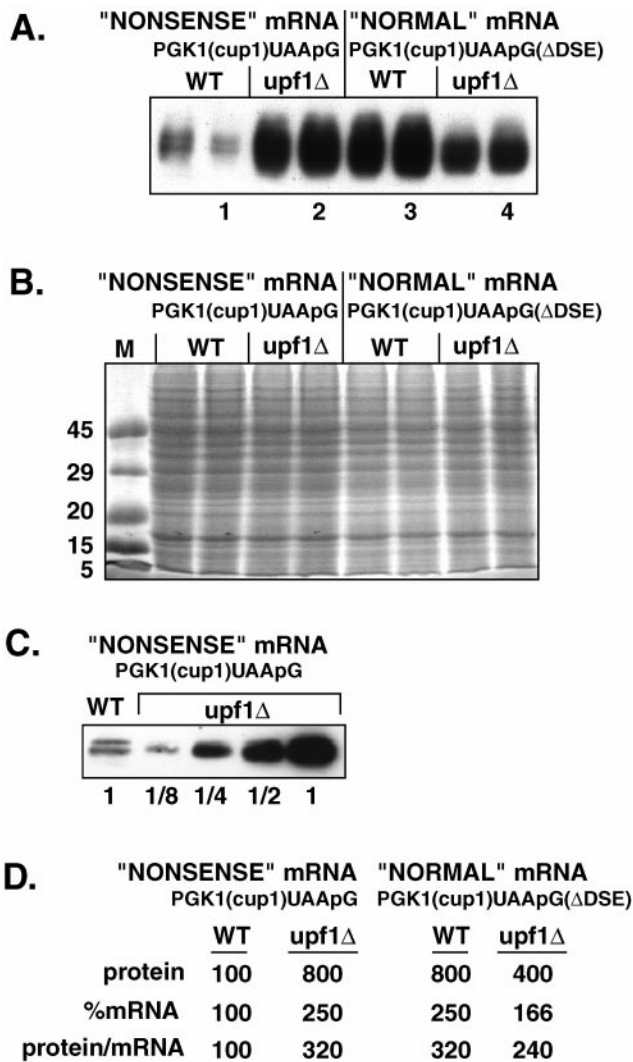 A.
"NONSENSE" mRNA "NORMAL" mRNA
PGK1(cup1)UAApG PGK1(cup1)UAApG(ΔDSE)
WT upf1Δ WT upf1Δ
1 2 3 4
B.
"NONSENSE" mRNA "NORMAL" mRNA
PGK1(cup1)UAApG PGK1(cup1)UAApG(ΔDSE)
M WT upf1Δ WT upf1Δ
45
29
20
15
5
C.
"NONSENSE" mRNA
PGK1(cup1)UAApG
WT upf1Δ
1 1/8 1/4 1/2 1
D.
"NONSENSE" mRNA "NORMAL" mRNA
PGK1(cup1)UAApG PGK1(cup1)UAApG(ΔDSE)
WT upf1Δ WT upf1Δ
protein 100 800 800 400
%mRNA 100 250 250 166
protein/mRNA 100 320 320 240